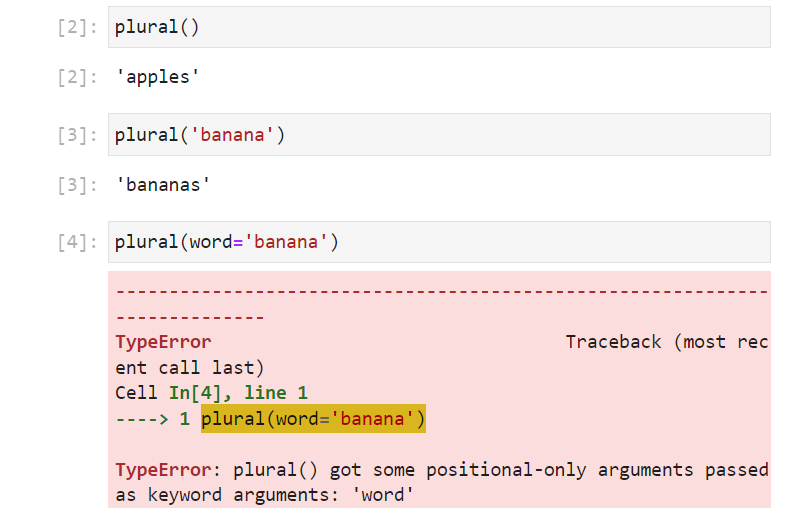 [2]: plural()
[2]: 'apples'
[3]: plural('banana')
[3]: 'bananas'
[4]: plural(word='banana')
-------------------------------------------------------------
--------------
TypeError                                 Traceback (most rec
ent call last)
Cell In[4], line 1
----> 1 plural(word='banana')

TypeError: plural() got some positional-only arguments passed
as keyword arguments: 'word'